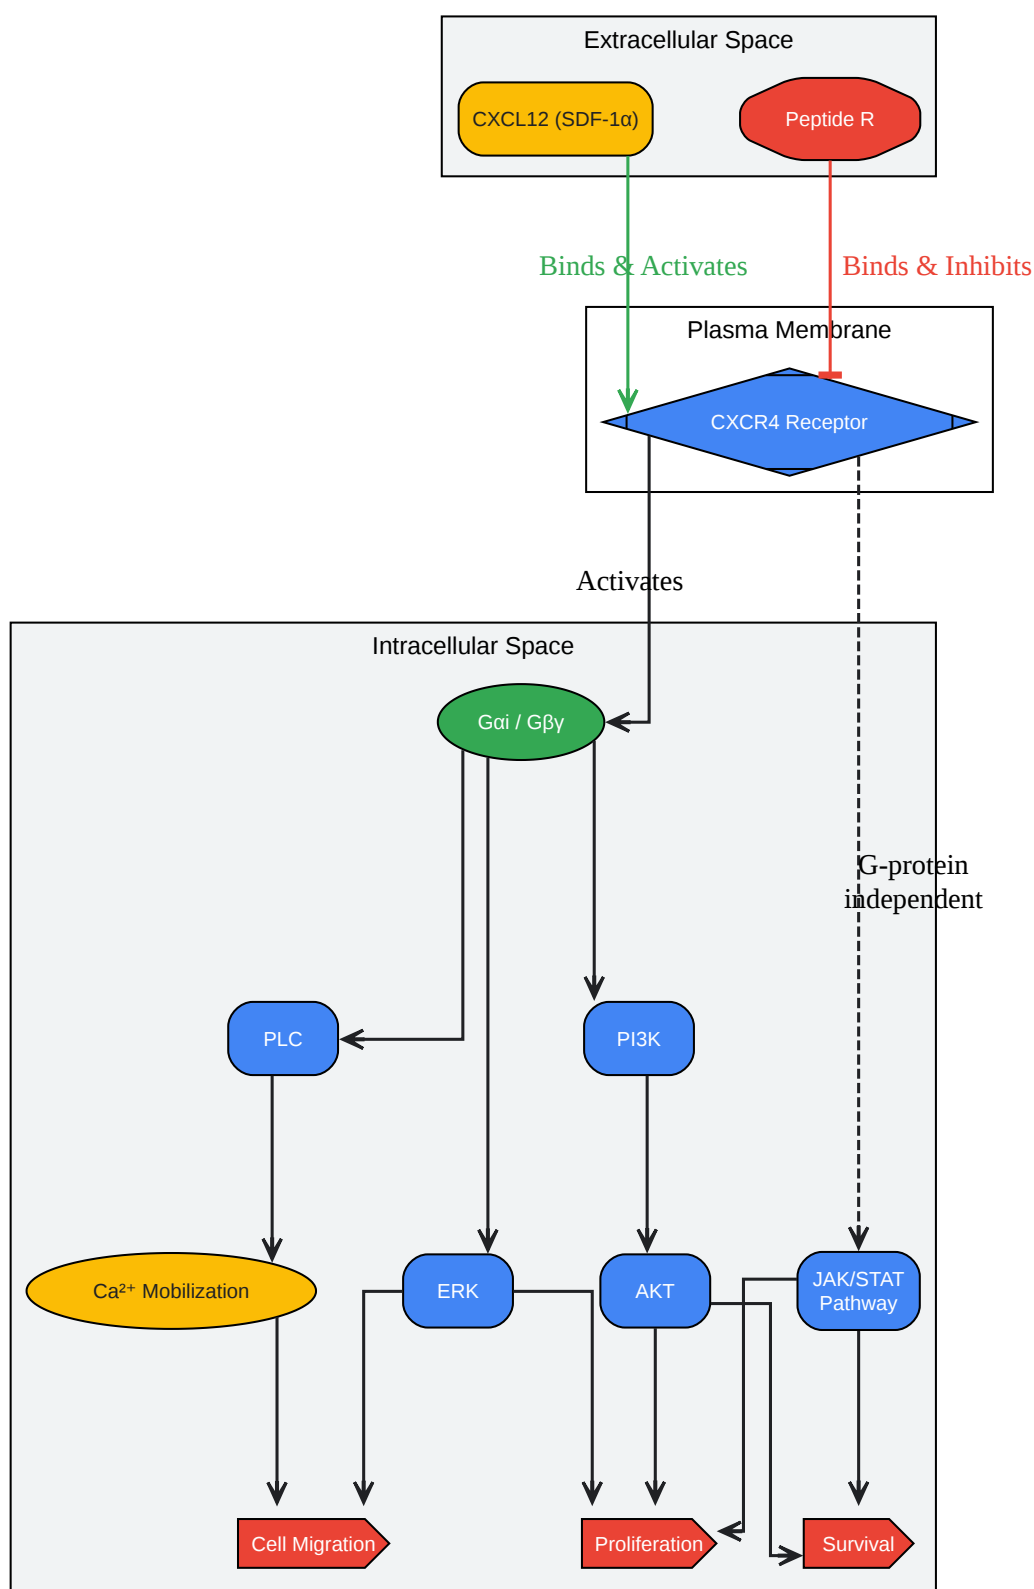 Extracellular Space
CXCL12 (SDF-1α)
Peptide R
Binds & Activates
Binds & Inhibits
Plasma Membrane
CXCR4 Receptor
Activates
Intracellular Space
Gαi / Gβγ
G-protein
independent
PLC
PI3K
Ca²⁺ Mobilization
ERK
AKT
JAK/STAT
Pathway
Cell Migration
Proliferation
Survival